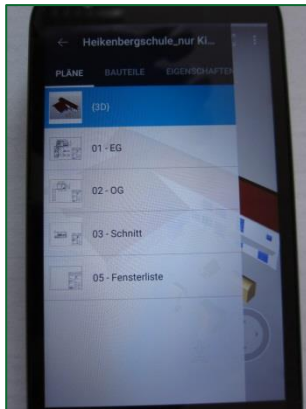 Heikenbergschule_nur Ki...
PLÄNE BAUTEILE EIGENSCHAFTEN
{3D}
01 - EG
02 - OG
03 - Schnitt
05 - Fensterliste